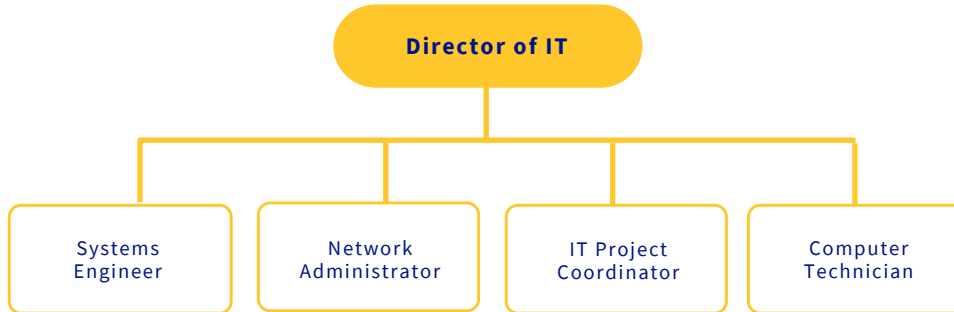 Director of IT
Systems
Engineer
Network
Administrator
IT Project
Coordinator
Computer
Technician